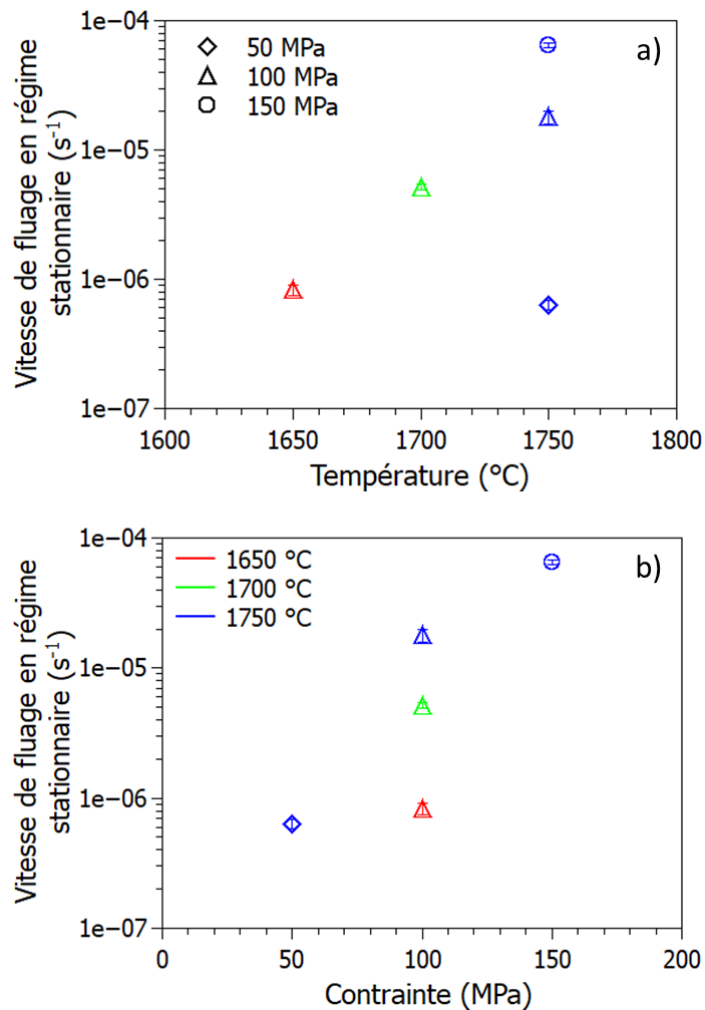 1e−04
50 MPa
a)
100 MPa
150 MPa
1e−05
1e−06
1e−07
Vitesse de fluage en régime
stationnaire (s⁻¹)
1600 1650 1700 1750 1800
Température (°C)
1e−04
1650 °C
b)
1700 °C
1750 °C
1e−05
1e−06
1e−07
Vitesse de fluage en régime
stationnaire (s⁻¹)
0 50 100 150 200
Contrainte (MPa)